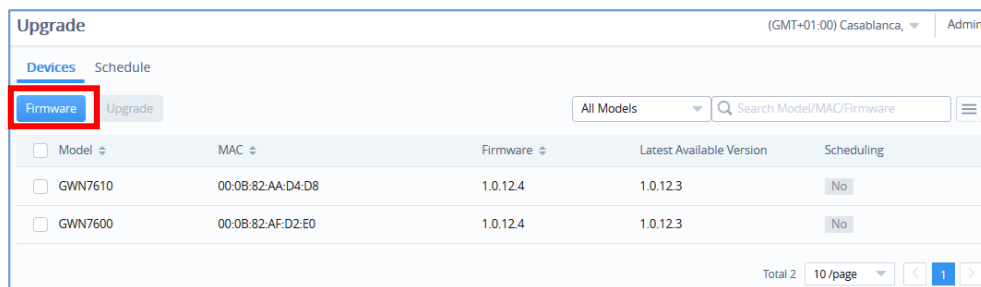 Upgrade (GMT+01:00) Casablanca, Admin
Devices Schedule
Firmware Upgrade All Models Search Model/MAC/Firmware
Model MAC Firmware Latest Available Version Scheduling
GWN7610 00:0B:82:AA:D4:D8 1.0.12.4 1.0.12.3 No
GWN7600 00:0B:82:AF:D2:E0 1.0.12.4 1.0.12.3 No
Total 2 10 /page 1